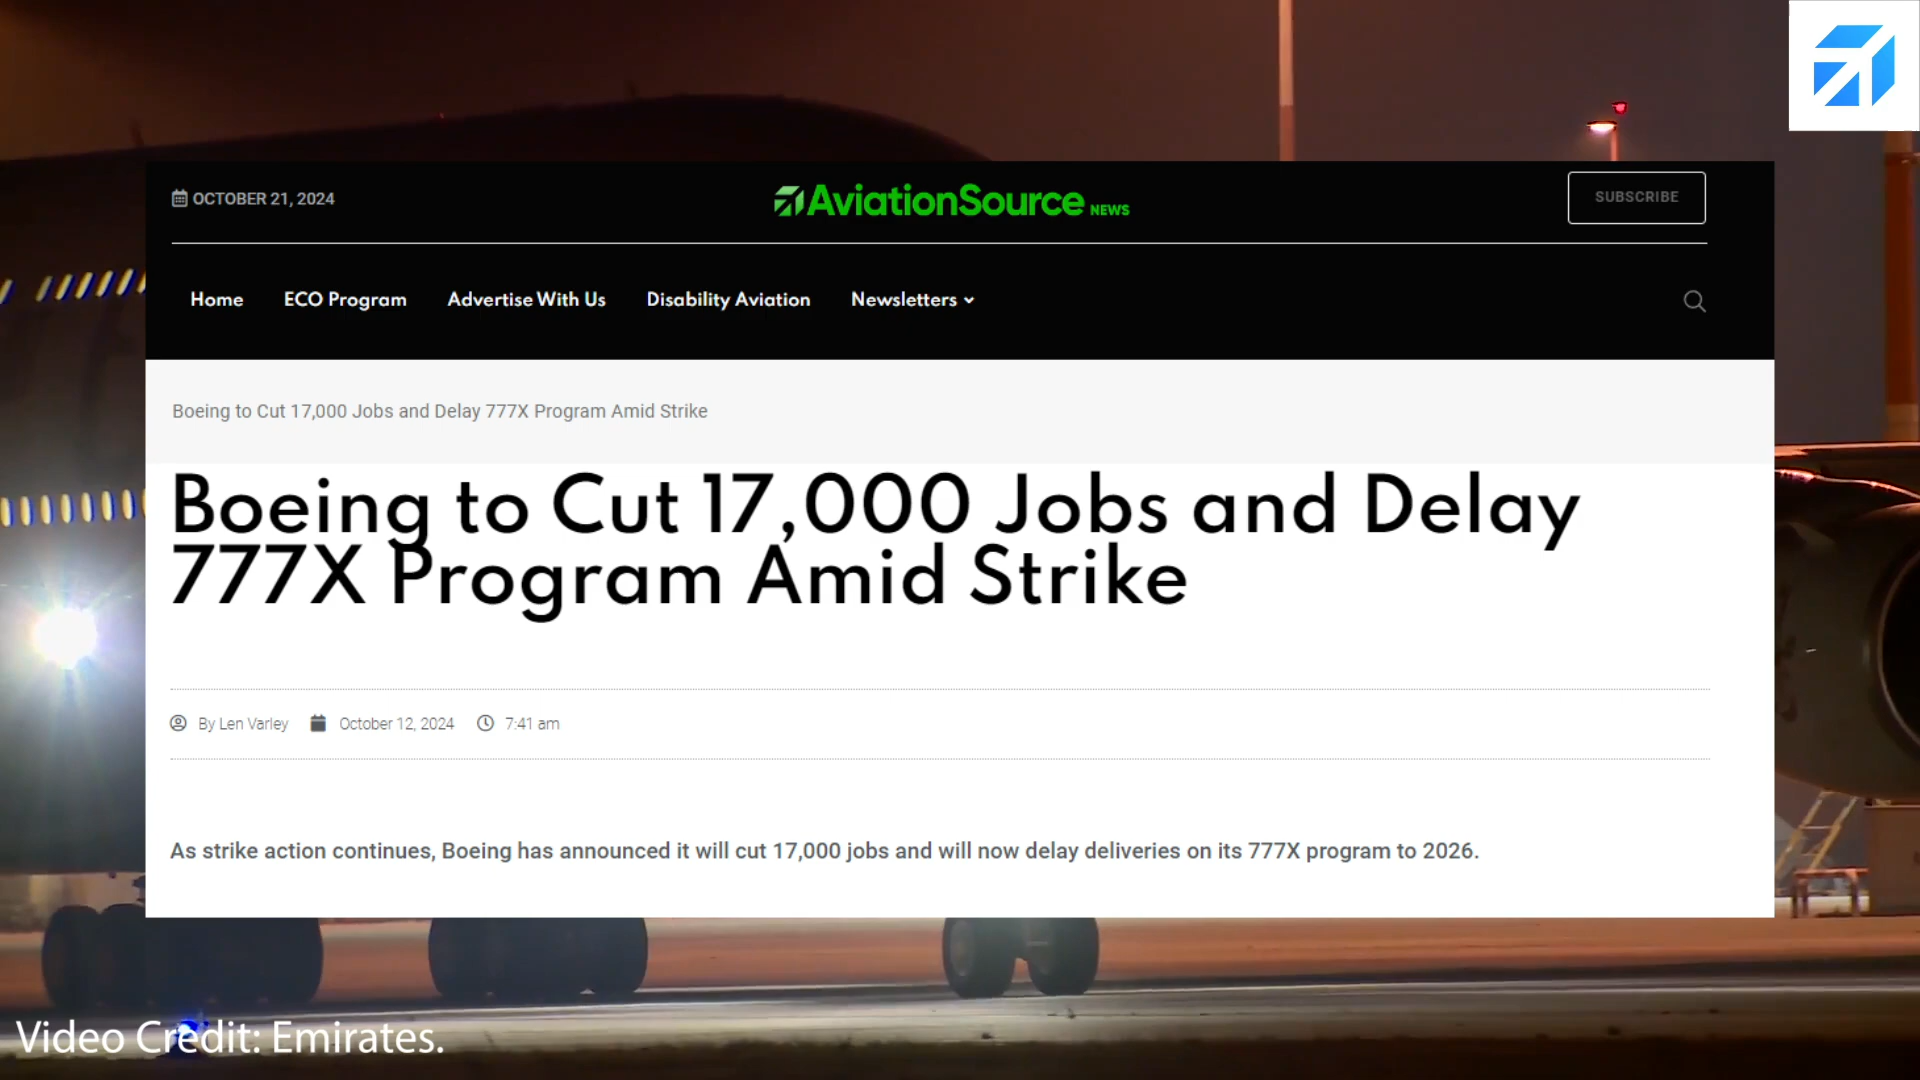 OCTOBER 21, 2024
AviationSource NEWS
SUBSCRIBE
Home
ECO Program
Advertise With Us
Disability Aviation
Newsletters
Boeing to Cut 17,000 Jobs and Delay 777X Program Amid Strike
Boeing to Cut 17,000 Jobs and Delay
777X Program Amid Strike
By Len Varley
October 12, 2024
7:41 am
As strike action continues, Boeing has announced it will cut 17,000 jobs and will now delay deliveries on its 777X program to 2026.
Video Credit: Emirates.